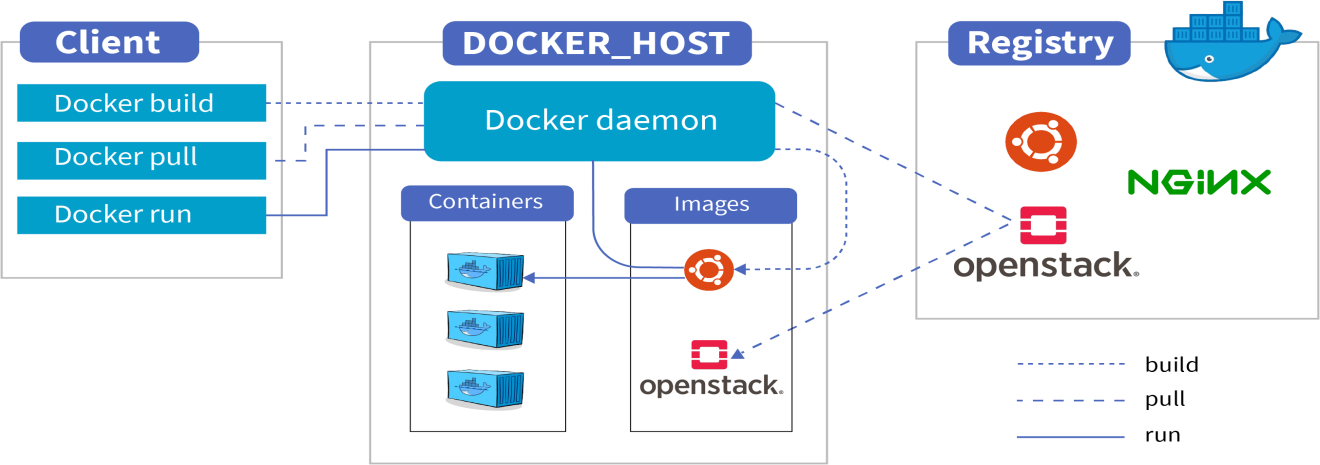 Client
Docker build
Docker pull
Docker run
DOCKER_HOST
Docker daemon
Containers
Images
openstack.
Registry
NGiNX
openstack.
build
pull
run